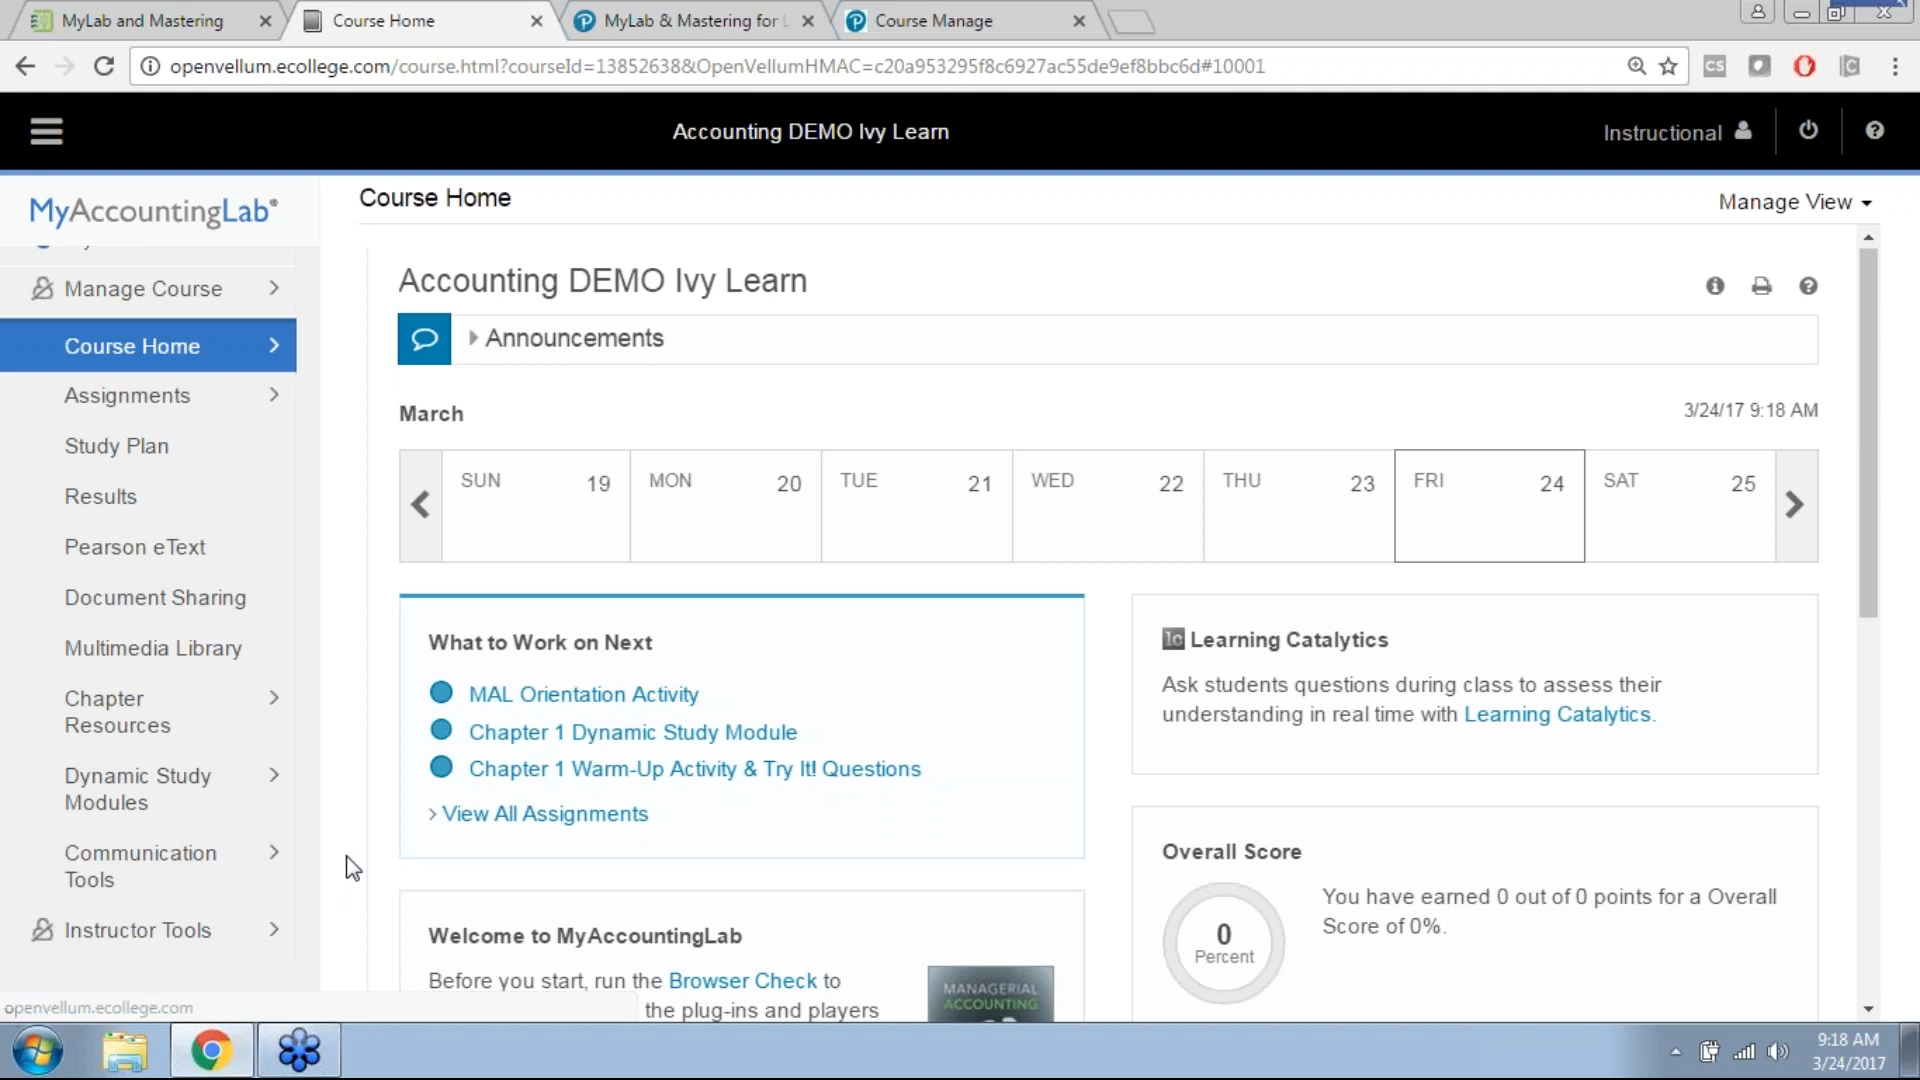 MyLab and Mastering
Course Home
MyLab & Mastering for L
Course Manage
openvellum.ecollege.com/course.html?courseId=13852638&OpenVellumHMAC=c20a953295f8c6927ac55de9ef8bbc6d#10001
Accounting DEMO Ivy Learn
Instructional
MyAccountingLab®
Course Home
Manage View
Manage Course
Course Home
Assignments
Study Plan
Results
Pearson eText
Document Sharing
Multimedia Library
Chapter
Resources
Dynamic Study
Modules
Communication
Tools
Instructor Tools
Accounting DEMO Ivy Learn
Announcements
March
3/24/17 9:18 AM
SUN 19
MON 20
TUE 21
WED 22
THU 23
FRI 24
SAT 25
What to Work on Next
MAL Orientation Activity
Chapter 1 Dynamic Study Module
Chapter 1 Warm-Up Activity & Try It! Questions
View All Assignments
Welcome to MyAccountingLab
Before you start, run the Browser Check to
the plug-ins and players
MANAGERIAL
ACCOUNTING
lc Learning Catalytics
Ask students questions during class to assess their
understanding in real time with Learning Catalytics.
Overall Score
0
Percent
You have earned 0 out of 0 points for a Overall
Score of 0%.
openvellum.ecollege.com
9:18 AM
3/24/2017